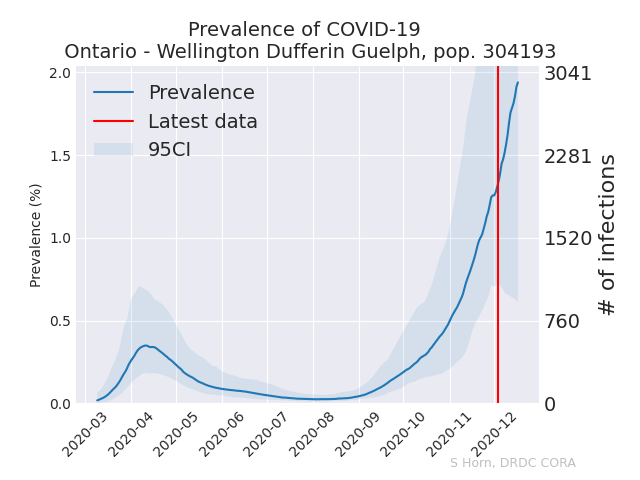 Prevalence of COVID-19
Ontario - Wellington Dufferin Guelph, pop. 304193
Prevalence
Latest data
95CI
Prevalence (%)
2.0
1.5
1.0
0.5
0.0
3041
2281
1520
760
0
# of infections
2020-03
2020-04
2020-05
2020-06
2020-07
2020-08
2020-09
2020-10
2020-11
2020-12
S Horn, DRDC CORA